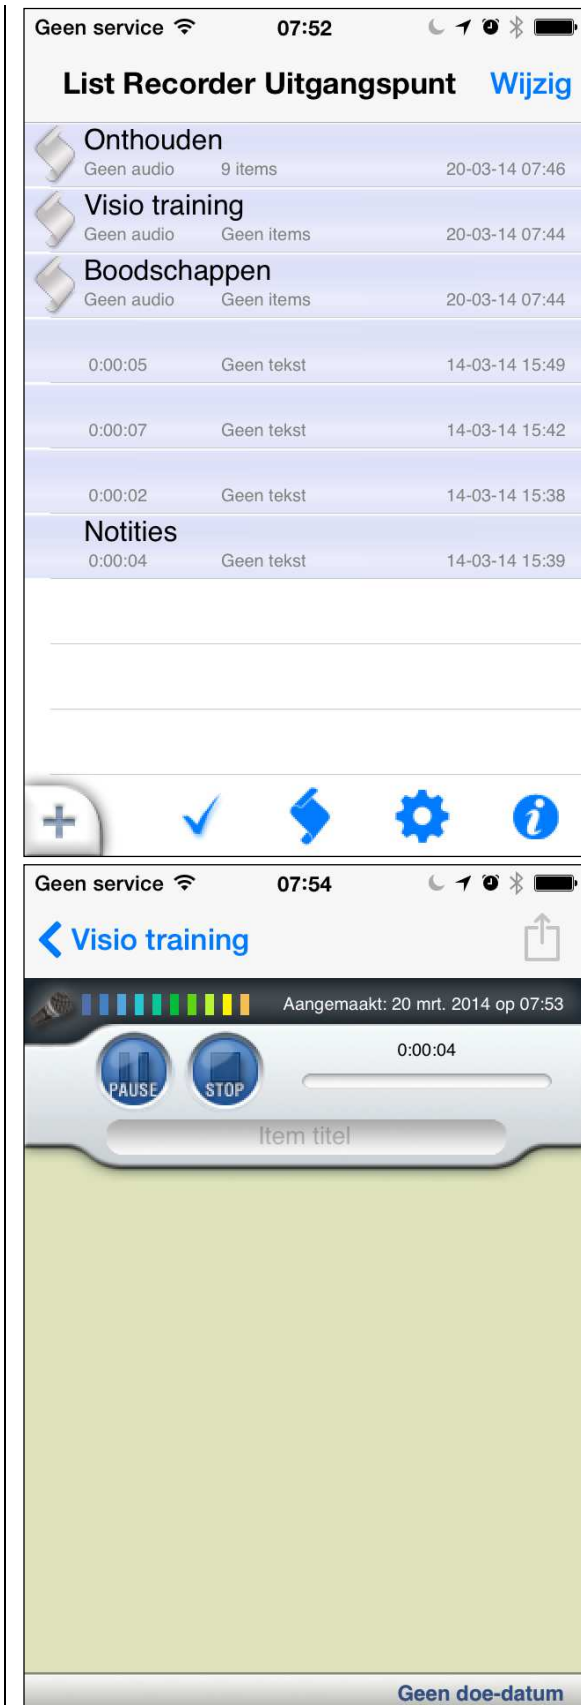 Geen service 07:52
List Recorder Uitgangspunt Wijzig
Onthouden
Geen audio 9 items 20-03-14 07:46
Visio training
Geen audio Geen items 20-03-14 07:44
Boodschappen
Geen audio Geen items 20-03-14 07:44
0:00:05 Geen tekst 14-03-14 15:49
0:00:07 Geen tekst 14-03-14 15:42
0:00:02 Geen tekst 14-03-14 15:38
Notities
0:00:04 Geen tekst 14-03-14 15:39
Geen service 07:54
Visio training
Aangemaakt: 20 mrt. 2014 op 07:53
0:00:04
PAUSE STOP
Item titel
Geen doe-datum